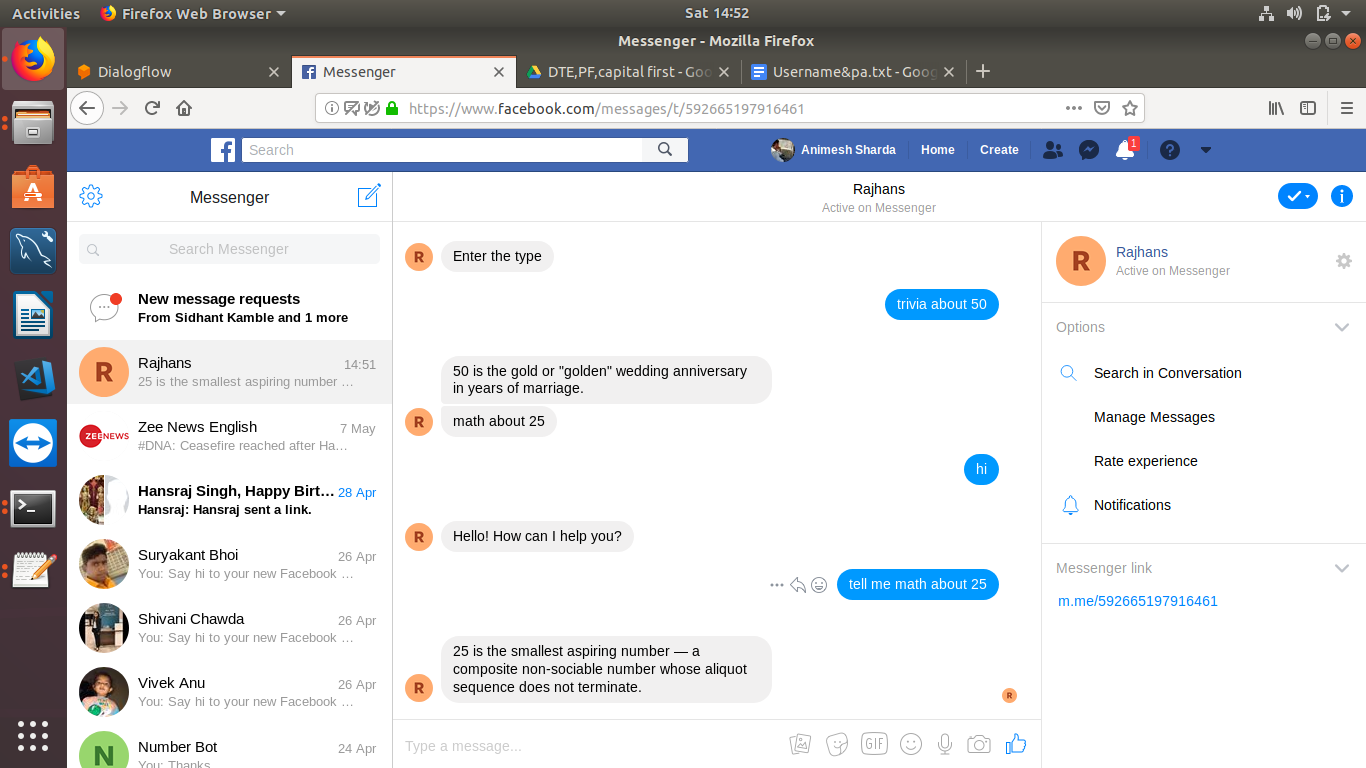 Activities
Firefox Web Browser
Sat 14:52
Messenger - Mozilla Firefox
Dialogflow
Messenger
DTE,PF,capital first - Goo
Username&pa.txt - Goog
https://www.facebook.com/messages/t/592665197916461
Search
Animesh Sharda
Home
Create
1
Messenger
Rajhans
Active on Messenger
Search Messenger
New message requests
From Sidhant Kamble and 1 more
R
Rajhans
14:51
25 is the smallest aspiring number …
ZEE NEWS
Zee News English
7 May
#DNA: Ceasefire reached after Ha…
Hansraj Singh, Happy Birt…
28 Apr
Hansraj: Hansraj sent a link.
Suryakant Bhoi
26 Apr
You: Say hi to your new Facebook …
Shivani Chawda
26 Apr
You: Say hi to your new Facebook …
Vivek Anu
26 Apr
You: Say hi to your new Facebook …
N
Number Bot
24 Apr
You: Thanks
R
Enter the type
trivia about 50
50 is the gold or "golden" wedding anniversary
in years of marriage.
R
math about 25
hi
R
Hello! How can I help you?
tell me math about 25
25 is the smallest aspiring number — a
composite non-sociable number whose aliquot
R
sequence does not terminate.
R
Type a message...
GIF
R
Rajhans
Active on Messenger
Options
Search in Conversation
Manage Messages
Rate experience
Notifications
Messenger link
m.me/592665197916461